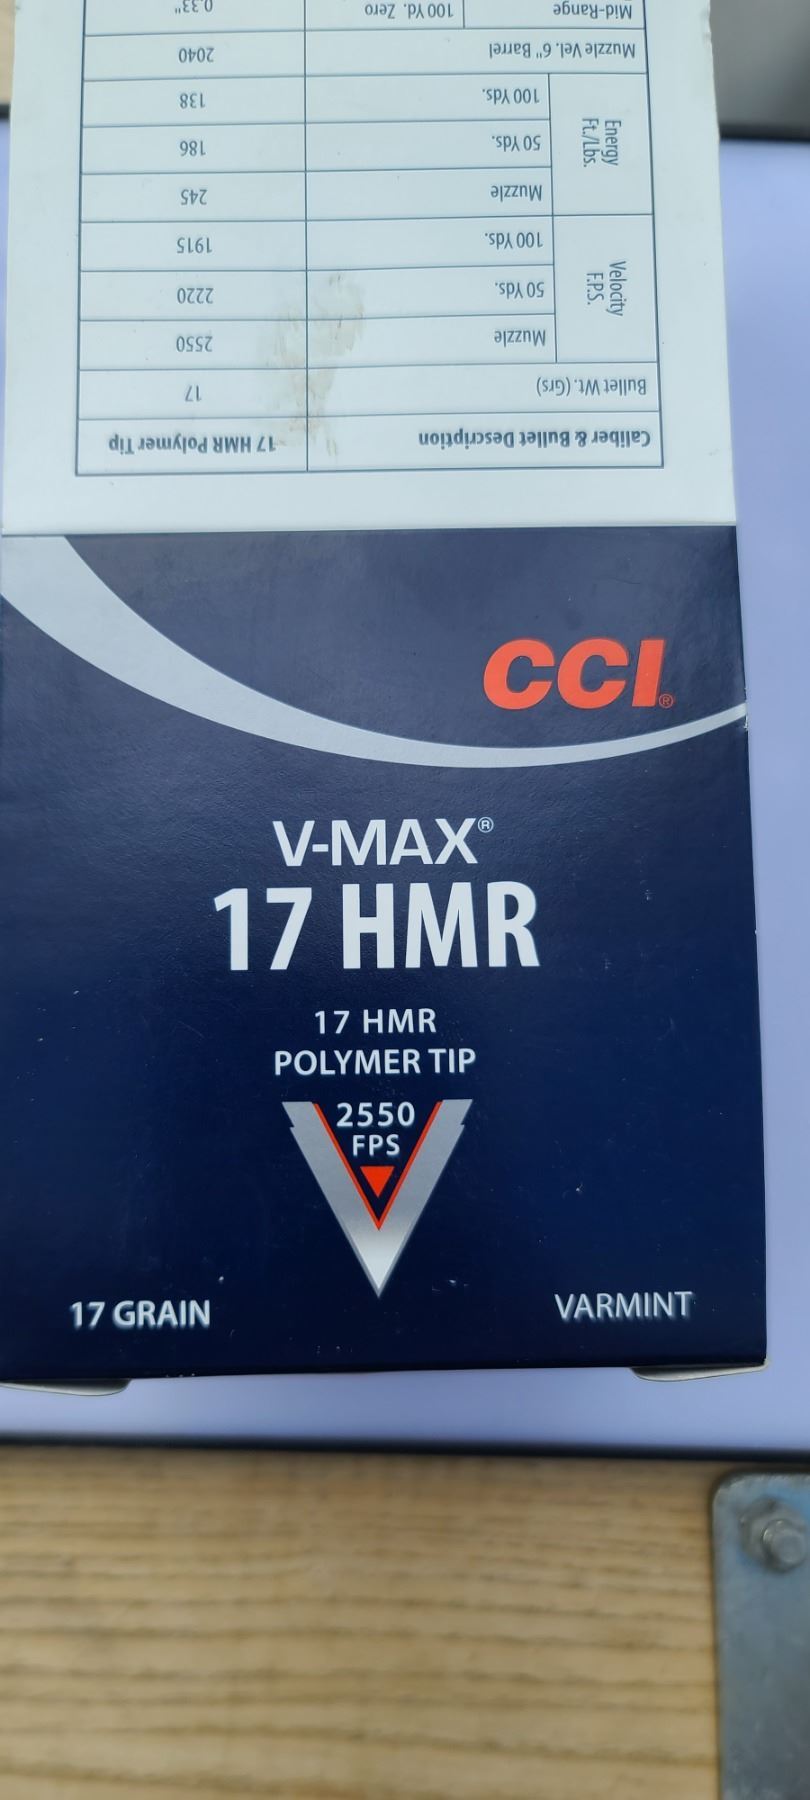 Caliber & Bullet Description 17 HMR Polymer Tip
Bullet Wt. (Grs) 17
Velocity F.P.S. Muzzle 2550
50 Yds. 2220
100 Yds. 1915
Energy Ft./Lbs. Muzzle 245
50 Yds. 186
100 Yds. 138
Muzzle Vel. 6" Barrel 2040
Mid-Range 100 Yd. Zero 0.33"
CCI®
V-MAX®
17 HMR
17 HMR
POLYMER TIP
2550
FPS
17 GRAIN VARMINT